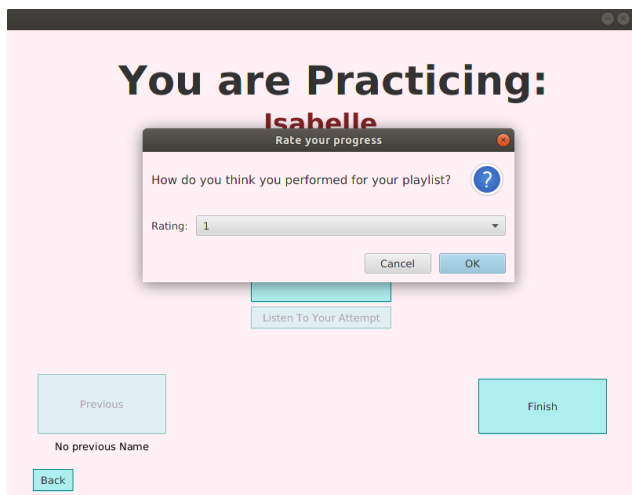 You are Practicing:
Isabelle
Rate your progress
How do you think you performed for your playlist?
Rating: 1
Cancel OK
Listen To Your Attempt
Previous
Finish
No previous Name
Back